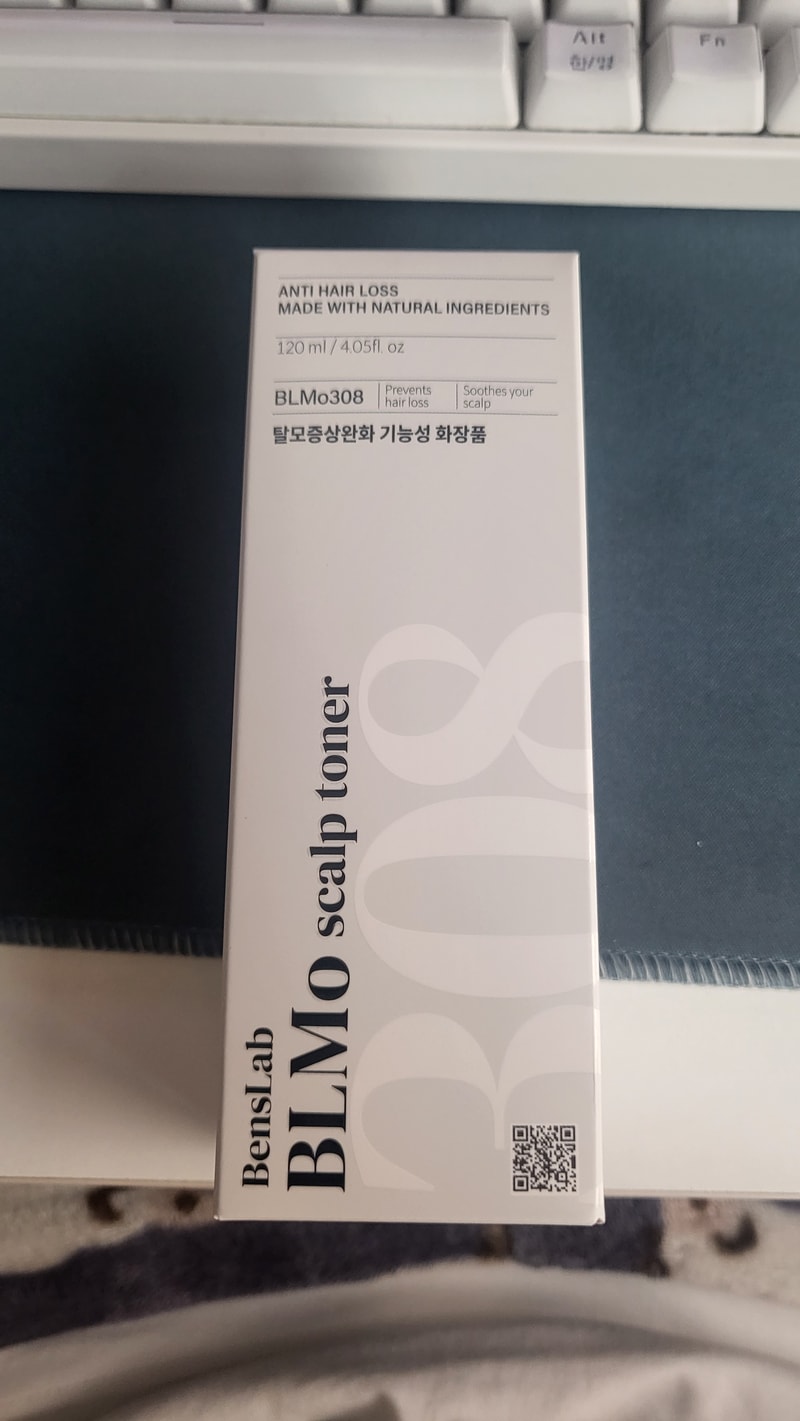 Alt
한/영
Fn
ANTI HAIR LOSS
MADE WITH NATURAL INGREDIENTS
120 ml / 4.05fl. oz
BLMo308
Prevents
hair loss
Soothes your
scalp
탈모증상완화 기능성 화장품
308
BensLab
BLMo scalp toner